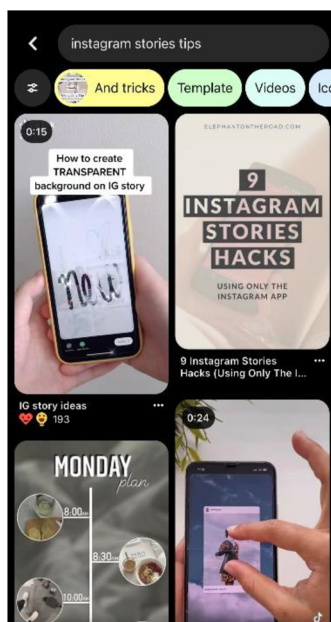 instagram stories tips
And tricks
Template
Videos
0:15
How to create
TRANSPARENT
background on IG story
new
IG story ideas
193
ELEPHANTONTHEROAD.COM
9
INSTAGRAM
STORIES
HACKS
USING ONLY THE
INSTAGRAM APP
9 Instagram Stories
Hacks (Using Only The I...
MONDAY
plan
8:00
8:30
10:00
0:24